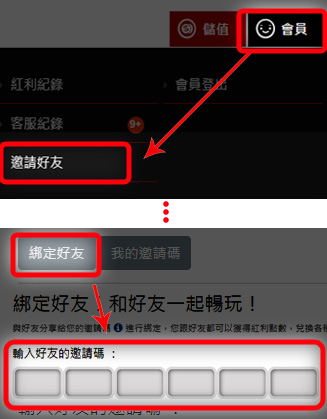 儲值 會員
紅利紀錄 會員登出
客服紀錄 9+
邀請好友
綁定好友 我的邀請碼
綁定好友，和好友一起暢玩！
與好友分享給您的邀請碼 進行綁定，您跟好友都可以獲得紅利點數，兌換各
輸入好友的邀請碼 ：